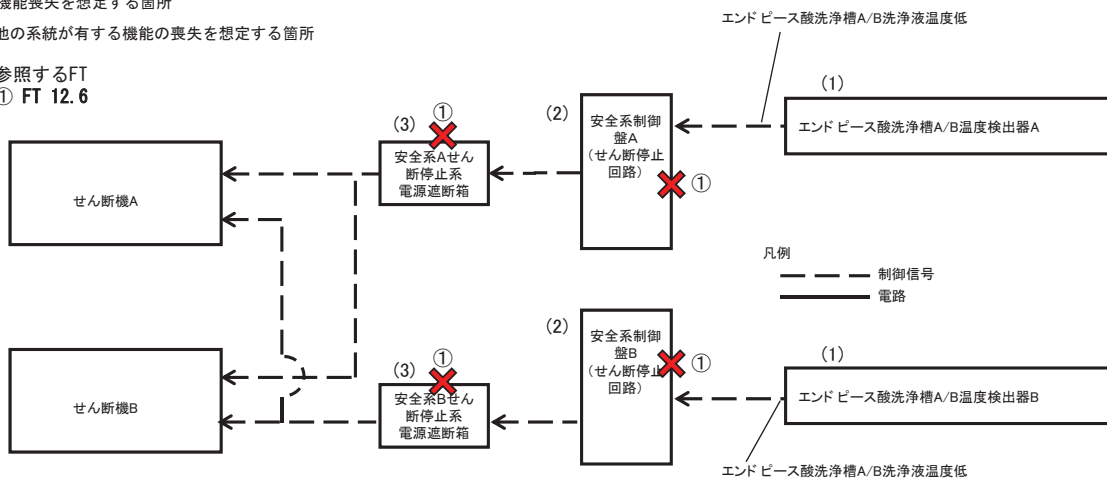 機能喪失を想定する箇所
他の系統が有する機能の喪失を想定する箇所
参照するFT
① FT 12.6
エンドピース酸洗浄槽A/B洗浄液温度低
(1)
エンドピース酸洗浄槽A/B温度検出器A
(2)
安全系制御
盤A
(せん断停止
回路)
①
(3)
①
安全系Aせん
断停止系
電源遮断箱
せん断機A
凡例
制御信号
電路
(2)
安全系制御
盤B
(せん断停止
回路)
①
(1)
エンドピース酸洗浄槽A/B温度検出器B
(3)
①
安全系Bせん
断停止系
電源遮断箱
せん断機B
エンドピース酸洗浄槽A/B洗浄液温度低